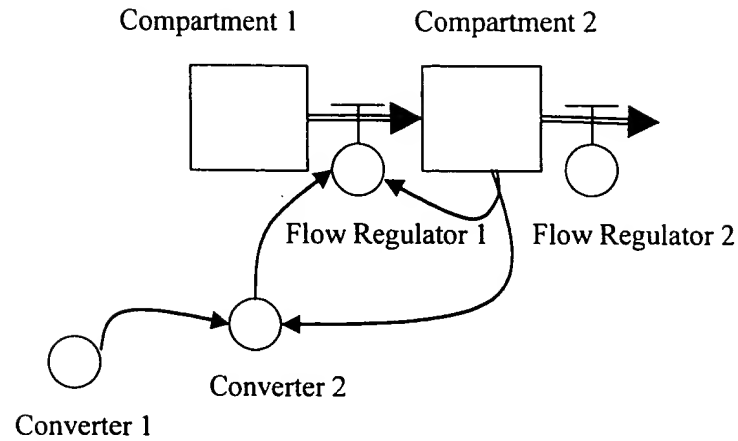 Compartment 1
Compartment 2
Flow Regulator 1
Flow Regulator 2
Converter 2
Converter 1